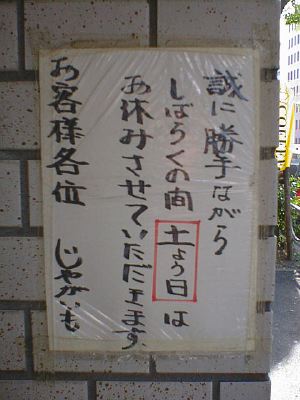 誠に勝手ながら
しばらくの間土よう日は
お休みさせていただきます
お客様各位 じゃがいも